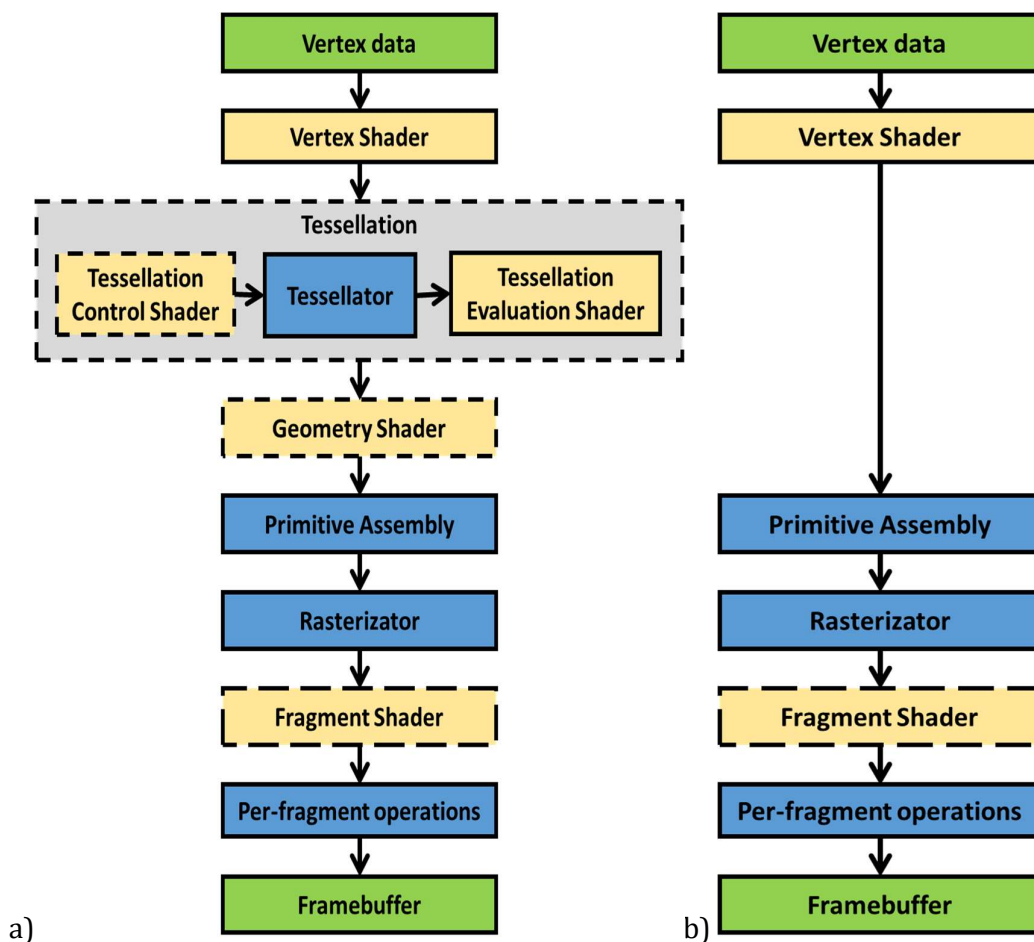 Vertex data
Vertex Shader
Tessellation
Tessellation
Control Shader
Tessellator
Tessellation
Evaluation Shader
Geometry Shader
Primitive Assembly
Rasterizator
Fragment Shader
Per-fragment operations
Framebuffer
a)
Vertex data
Vertex Shader
Primitive Assembly
Rasterizator
Fragment Shader
Per-fragment operations
Framebuffer
b)